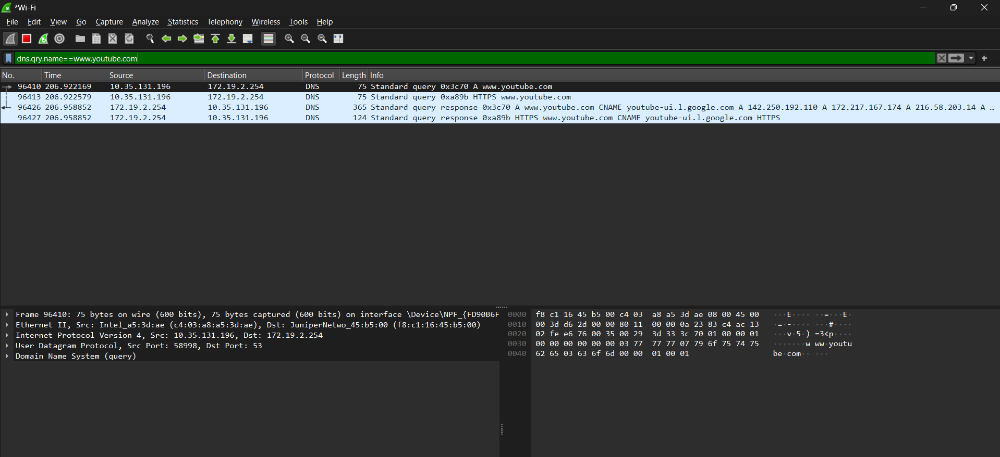 *Wi-Fi
File Edit View Go Capture Analyze Statistics Telephony Wireless Tools Help
dns.qry.name==www.youtube.com
No. Time Source Destination Protocol Length Info
96410 206.922169 10.35.131.196 172.19.2.254 DNS 75 Standard query 0x3c70 A www.youtube.com
96413 206.922579 10.35.131.196 172.19.2.254 DNS 75 Standard query 0xa89b HTTPS www.youtube.com
96426 206.958852 172.19.2.254 10.35.131.196 DNS 365 Standard query response 0x3c70 A www.youtube.com CNAME youtube-ui.l.google.com A 142.250.192.110 A 172.217.167.174 A 216.58.203.14 A …
96427 206.958852 172.19.2.254 10.35.131.196 DNS 124 Standard query response 0xa89b HTTPS www.youtube.com CNAME youtube-ui.l.google.com HTTPS
Frame 96410: 75 bytes on wire (600 bits), 75 bytes captured (600 bits) on interface \Device\NPF_{FD90B6F
Ethernet II, Src: Intel_a5:3d:ae (c4:03:a8:a5:3d:ae), Dst: JuniperNetwo_45:b5:00 (f8:c1:16:45:b5:00)
Internet Protocol Version 4, Src: 10.35.131.196, Dst: 172.19.2.254
User Datagram Protocol, Src Port: 58998, Dst Port: 53
Domain Name System (query)
0000 f8 c1 16 45 b5 00 c4 03 a8 a5 3d ae 08 00 45 00 ···E···· ··=···E·
0010 00 3d d6 2d 00 00 80 11 00 00 0a 23 83 c4 ac 13 ·=·-···· ···#····
0020 02 fe e6 76 00 35 00 29 3d 33 3c 70 01 00 00 01 ···v·5·) =3<p····
0030 00 00 00 00 00 00 03 77 77 77 07 79 6f 75 74 75 ·······w ww·youtu
0040 62 65 03 63 6f 6d 00 00 01 00 01 be·com·· ···